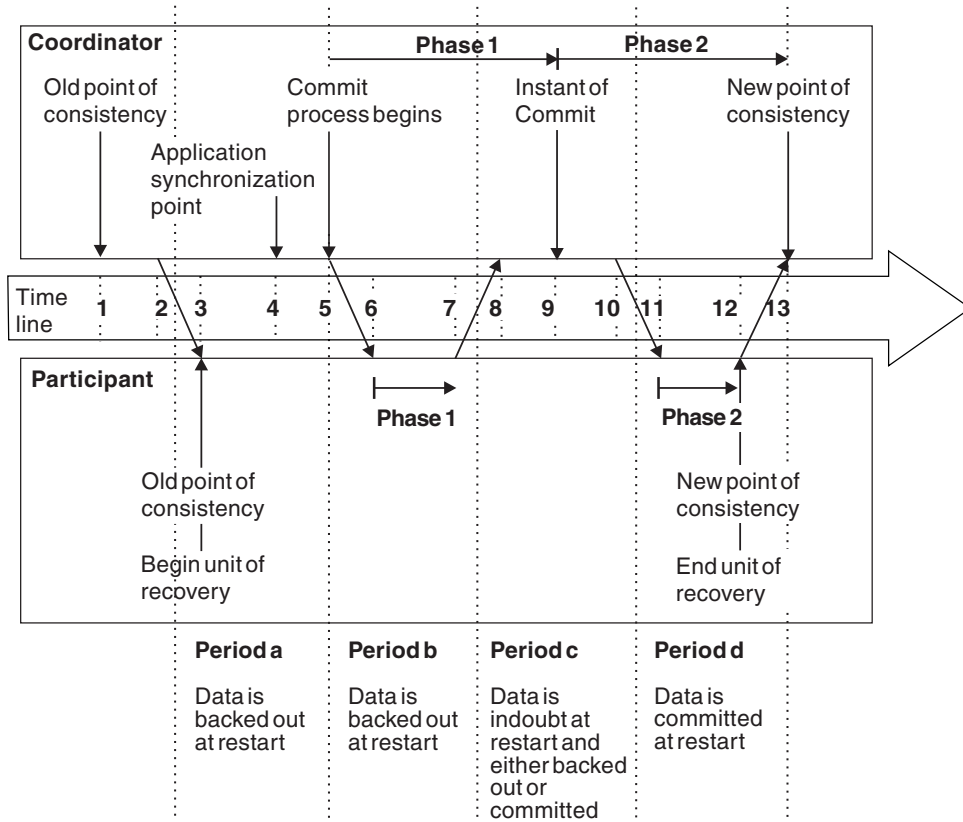 Coordinator
Phase 1
Phase 2
Old point of
consistency
Commit
process begins
Instant of
Commit
New point of
consistency
Application
synchronization
point
Time
line
1 2 3 4 5 6 7 8 9 10 11 12 13
Participant
Phase 1
Phase 2
Old point of
consistency
Begin unit of
recovery
New point of
consistency
End unit of
recovery
Period a
Data is
backed out
at restart
Period b
Data is
backed out
at restart
Period c
Data is
indoubt at
restart and
either backed
out or
committed
Period d
Data is
committed
at restart